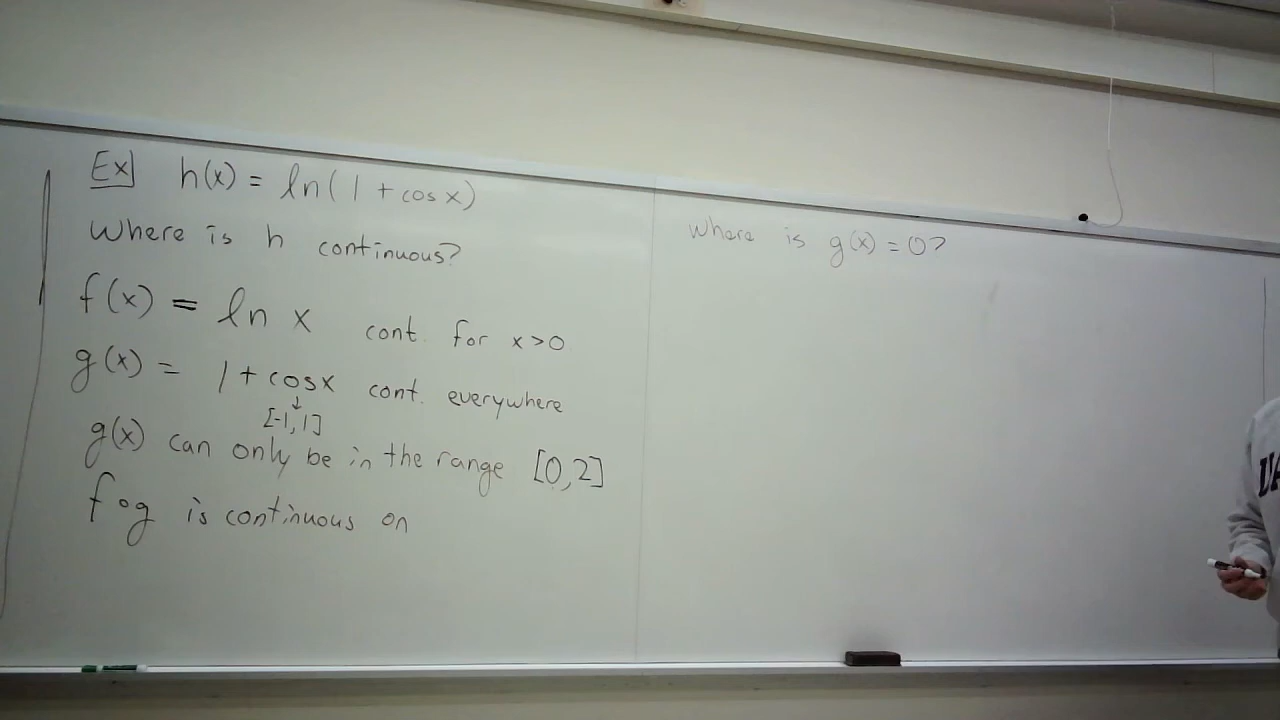 Ex h(x) = ln(1 + cos x)
Where is h continuous?
f(x) = ln x cont. for x>0
g(x) = 1 + cosx cont. everywhere
↓
[-1,1]
g(x) can only be in the range [0,2]
f∘g is continuous on
Where is g(x) = 0?